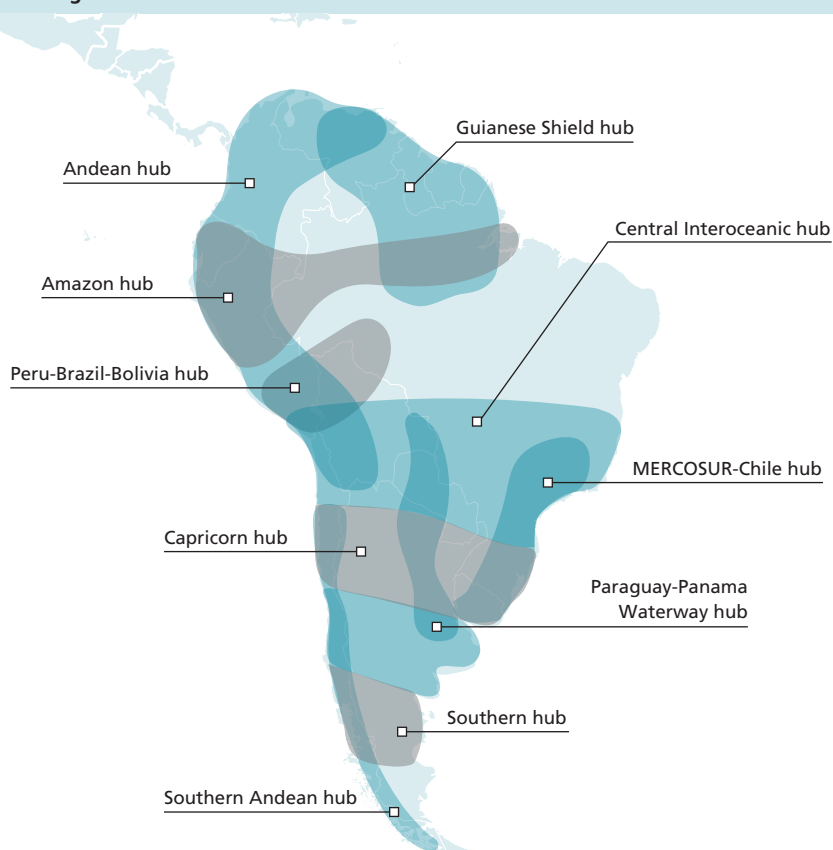 Guianese Shield hub
Andean hub
Central Interoceanic hub
Amazon hub
Peru-Brazil-Bolivia hub
MERCOSUR-Chile hub
Capricorn hub
Paraguay-Panama
Waterway hub
Southern hub
Southern Andean hub